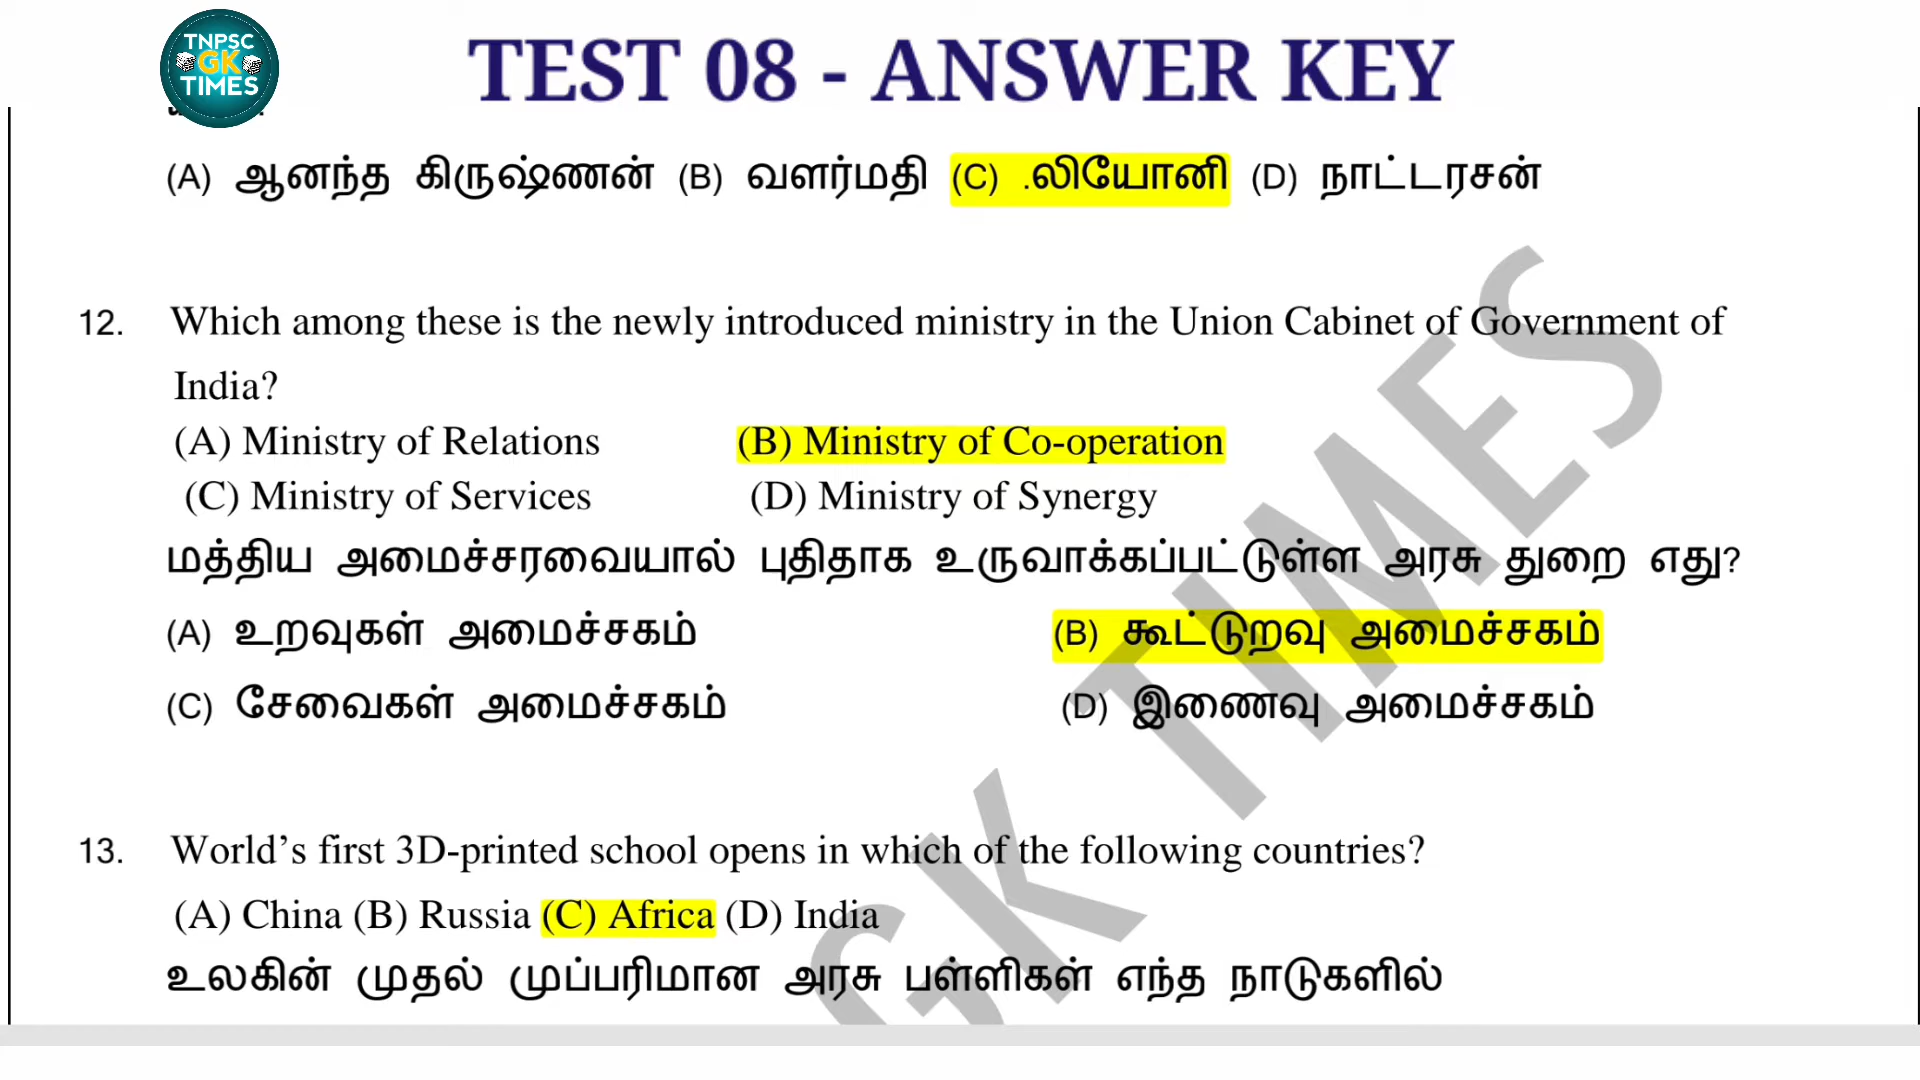 TNPSC
GK
TIMES
TEST 08 - ANSWER KEY
(A) ஆனந்த கிருஷ்ணன் (B) வளர்மதி (C) .லியோனி (D) நாட்டரசன்
12. Which among these is the newly introduced ministry in the Union Cabinet of Government of
India?
(A) Ministry of Relations (B) Ministry of Co-operation
(C) Ministry of Services (D) Ministry of Synergy
மத்திய அமைச்சரவையால் புதிதாக உருவாக்கப்பட்டுள்ள அரசு துறை எது?
(A) உறவுகள் அமைச்சகம் (B) கூட்டுறவு அமைச்சகம்
(C) சேவைகள் அமைச்சகம் (D) இணைவு அமைச்சகம்
13. World’s first 3D-printed school opens in which of the following countries?
(A) China (B) Russia (C) Africa (D) India
உலகின் முதல் முப்பரிமான அரசு பள்ளிகள் எந்த நாடுகளில்
GK TIMES